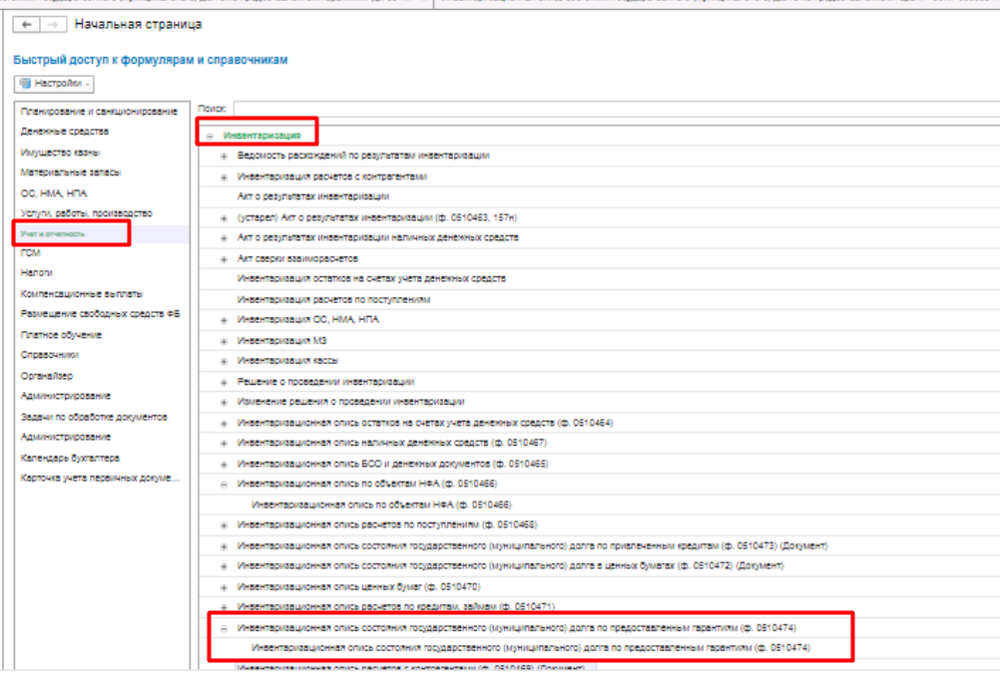 Начальная страница
Быстрый доступ к формулярам и справочникам
Настройки
Планирование и санкционирование
Денежные средства
Имущество казны
Материальные запасы
ОС, НМА, НПА
Услуги, работы, производство
Учет и отчетность
ГСМ
Налоги
Компенсационные выплаты
Размещение свободных средств ФБ
Платное обучение
Справочники
Органайзер
Администрирование
Задачи по обработке документов
Администрирование
Календарь бухгалтера
Карточка учета первичных докуме...
Поиск:
Инвентаризация
Ведомость расхождений по результатам инвентаризации
Инвентаризация расчетов с контрагентами
Акт о результатах инвентаризации
(устарел) Акт о результатах инвентаризации (ф. 0510463, 157н)
Акт о результатах инвентаризации наличных денежных средств
Акт сверки взаиморасчетов
Инвентаризация остатков на счетах учета денежных средств
Инвентаризация расчетов по поступлениям
Инвентаризация ОС, НМА, НПА
Инвентаризация МЗ
Инвентаризация кассы
Решение о проведении инвентаризации
Изменение решения о проведении инвентаризации
Инвентаризационная опись остатков на счетах учета денежных средств (ф. 0510464)
Инвентаризационная опись наличных денежных средств (ф. 0510467)
Инвентаризационная опись БСО и денежных документов (ф. 0510465)
Инвентаризационная опись по объектам НФА (ф. 0510466)
Инвентаризационная опись по объектам НФА (ф. 0510466)
Инвентаризационная опись расчетов по поступлениям (ф. 0510468)
Инвентаризационная опись состояния государственного (муниципального) долга по привлеченным кредитам (ф. 0510473) (Документ)
Инвентаризационная опись состояния государственного (муниципального) долга в ценных бумагах (ф. 0510472) (Документ)
Инвентаризационная опись ценных бумаг (ф. 0510470)
Инвентаризационная опись расчетов по кредитам, займам (ф. 0510471)
Инвентаризационная опись состояния государственного (муниципального) долга по предоставленным гарантиям (ф. 0510474)
Инвентаризационная опись состояния государственного (муниципального) долга по предоставленным гарантиям (ф. 0510474)
Инвентаризационная опись расчетов с контрагентами (ф. 0510469) (Документ)